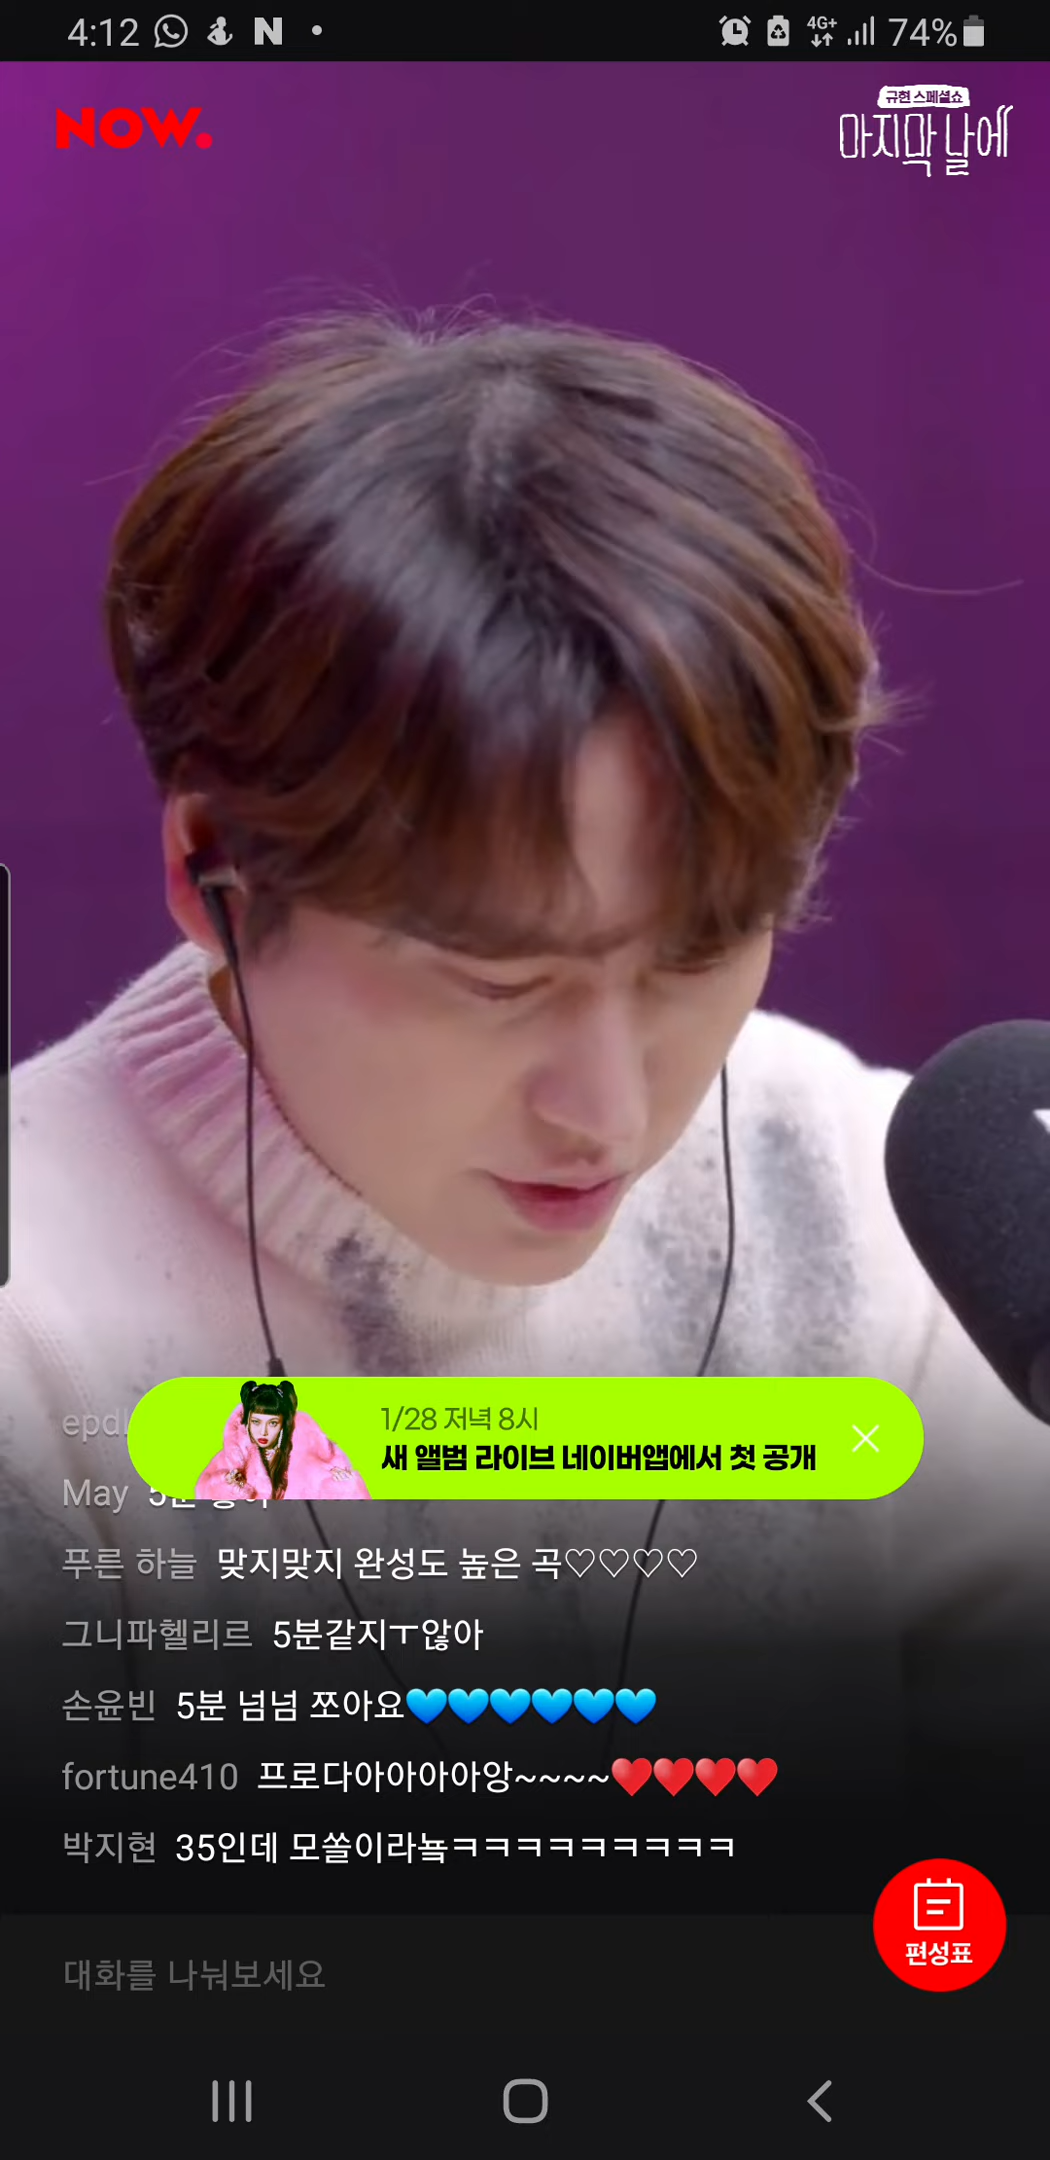 4:12 N 4G+ 74%
NOW.
규현 스페셜쇼
마지막 날에
1/28 저녁 8시
새 앨범 라이브 네이버앱에서 첫 공개
May
푸른 하늘 맞지맞지 완성도 높은 곡♡♡♡♡
그니파헬리르 5분같지ㅜ않아
손윤빈 5분 넘넘 쪼아요💙💙💙💙💙💙
fortune410 프로다아아아아앙~~~~❤❤❤❤
박지현 35인데 모쏠이라뇨ㅋㅋㅋㅋㅋㅋㅋㅋㅋ
편성표
대화를 나눠보세요